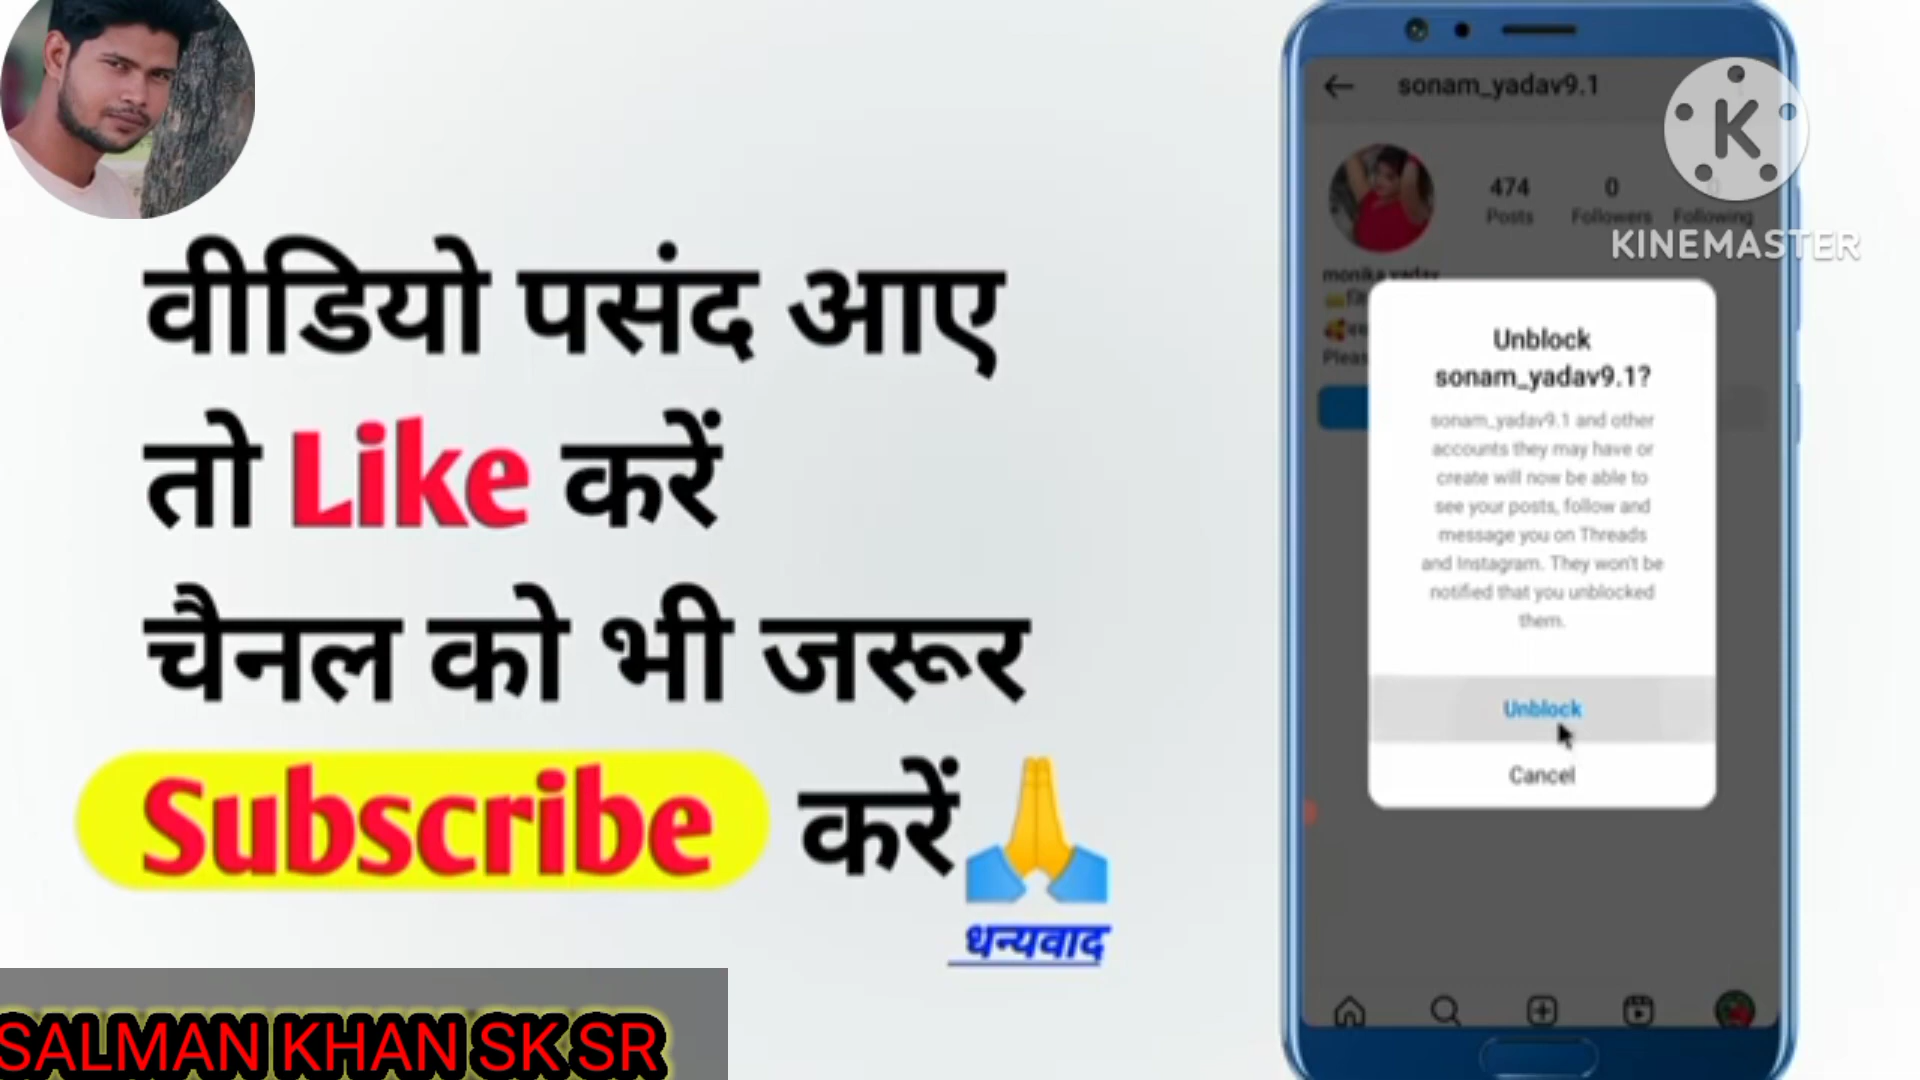 वीडियो पसंद आए
तो Like करें
चैनल को भी जरूर
Subscribe करें
धन्यवाद
SALMAN KHAN SK SR
sonam_yadav9.1
474
0
Posts
Followers
Following
KINEMASTER
monika yadav
Unblock
sonam_yadav9.1?
sonam_yadav9.1 and other
accounts they may have or
create will now be able to
see your posts, follow and
message you on Threads
and Instagram. They won't be
notified that you unblocked
them.
Unblock
Cancel